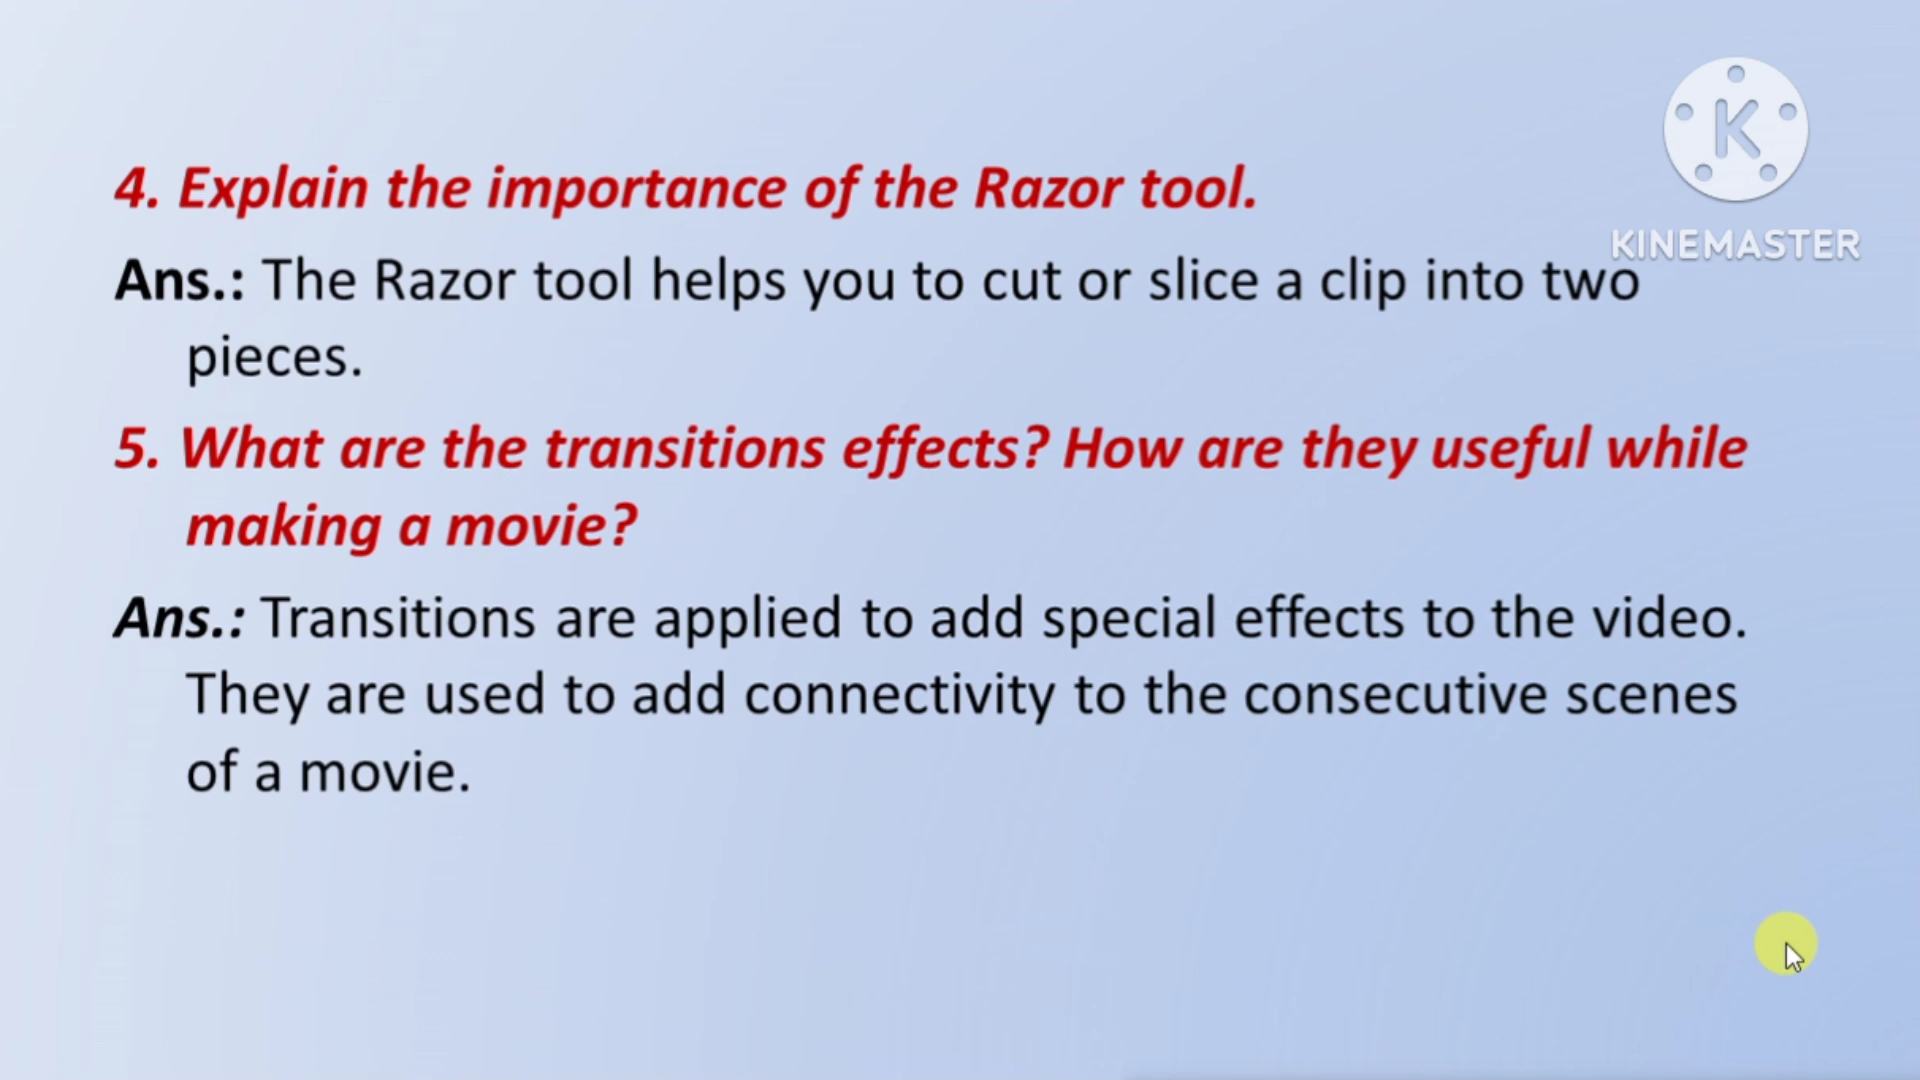 4. Explain the importance of the Razor tool.
K
KINEMASTER
Ans.: The Razor tool helps you to cut or slice a clip into two
pieces.
5. What are the transitions effects? How are they useful while
making a movie?
Ans.: Transitions are applied to add special effects to the video.
They are used to add connectivity to the consecutive scenes
of a movie.